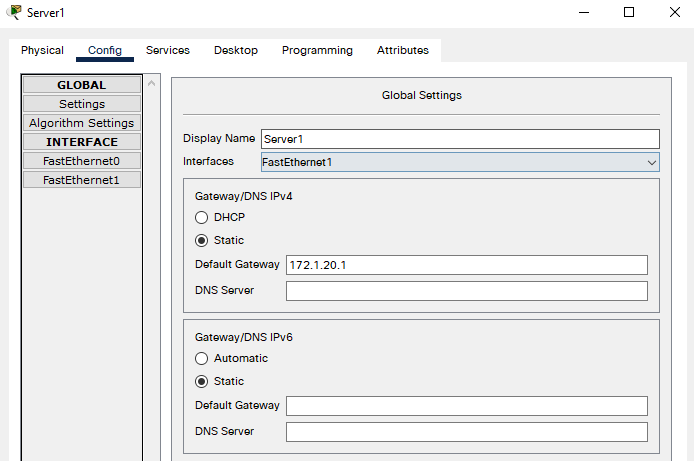 Server1
Physical Config Services Desktop Programming Attributes
GLOBAL
Settings
Algorithm Settings
INTERFACE
FastEthernet0
FastEthernet1
Global Settings
Display Name Server1
Interfaces FastEthernet1
Gateway/DNS IPv4
DHCP
Static
Default Gateway 172.1.20.1
DNS Server
Gateway/DNS IPv6
Automatic
Static
Default Gateway
DNS Server